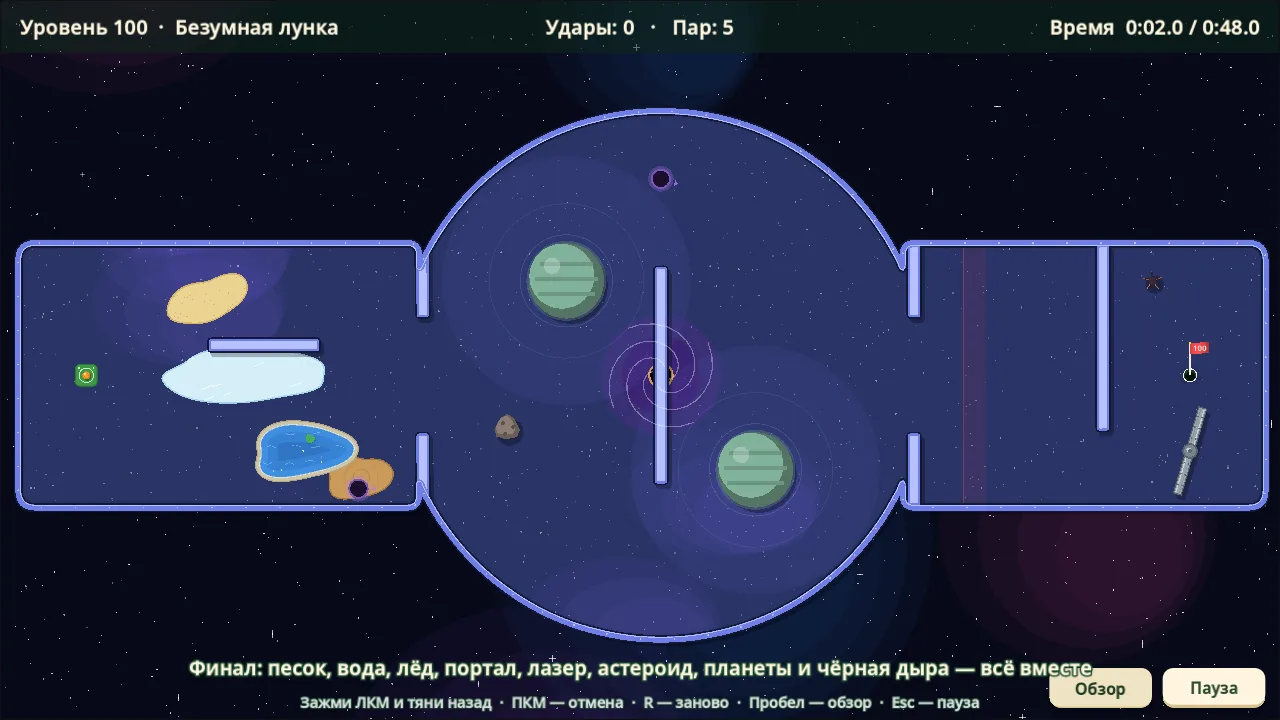 Уровень 100 · Безумная лунка
Удары: 0 · Пар: 5
Время 0:02.0 / 0:48.0
100
Финал: песок, вода, лёд, портал, лазер, астероид, планеты и чёрная дыра — всё вместе
Зажми ЛКМ и тяни назад · ПКМ — отмена · R — заново · Пробел — обзор · Esc — пауза
Обзор
Пауза